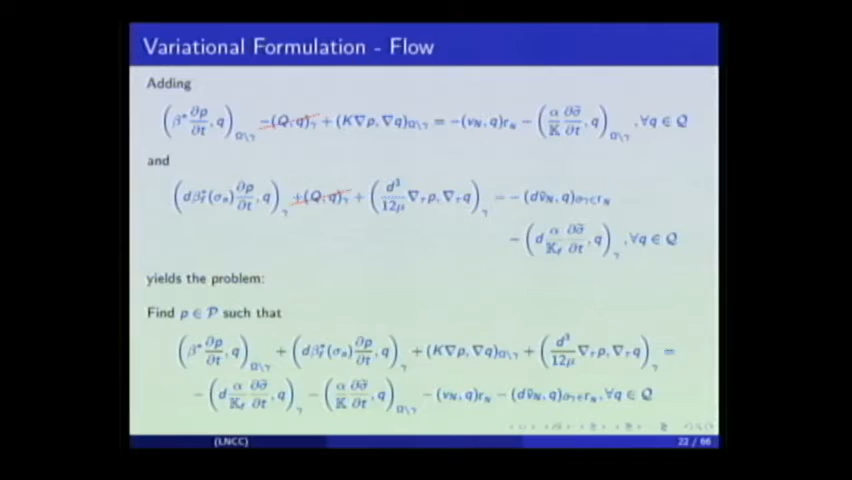 Variational Formulation - Flow
Adding
(β* ∂p/∂t, q)_{Ω\γ} −(Q, q)_γ + (K∇p, ∇q)_{Ω\γ} = −(v_N, q)_{Γ_N} − (α/𝕂 ∂σ̄/∂t, q)_{Ω\γ}, ∀q ∈ Q
and
(dβ*_f(σ_n) ∂p/∂t, q)_γ +(Q, q)_γ + (d³/12μ ∇_τ p, ∇_τ q)_γ = − (dv̄_N, q)_{∂γ∈Γ_N}
− (d α/𝕂_f ∂σ̄/∂t, q)_γ, ∀q ∈ Q
yields the problem:
Find p ∈ P such that
(β* ∂p/∂t, q)_{Ω\γ} + (dβ*_f(σ_n) ∂p/∂t, q)_γ + (K∇p, ∇q)_{Ω\γ} + (d³/12μ ∇_τ p, ∇_τ q)_γ =
− (d α/𝕂_f ∂σ̄/∂t, q)_γ − (α/𝕂 ∂σ̄/∂t, q)_{Ω\γ} − (v_N, q)_{Γ_N} − (dv̄_N, q)_{∂γ∈Γ_N}, ∀q ∈ Q
(LNCC)
22 / 66